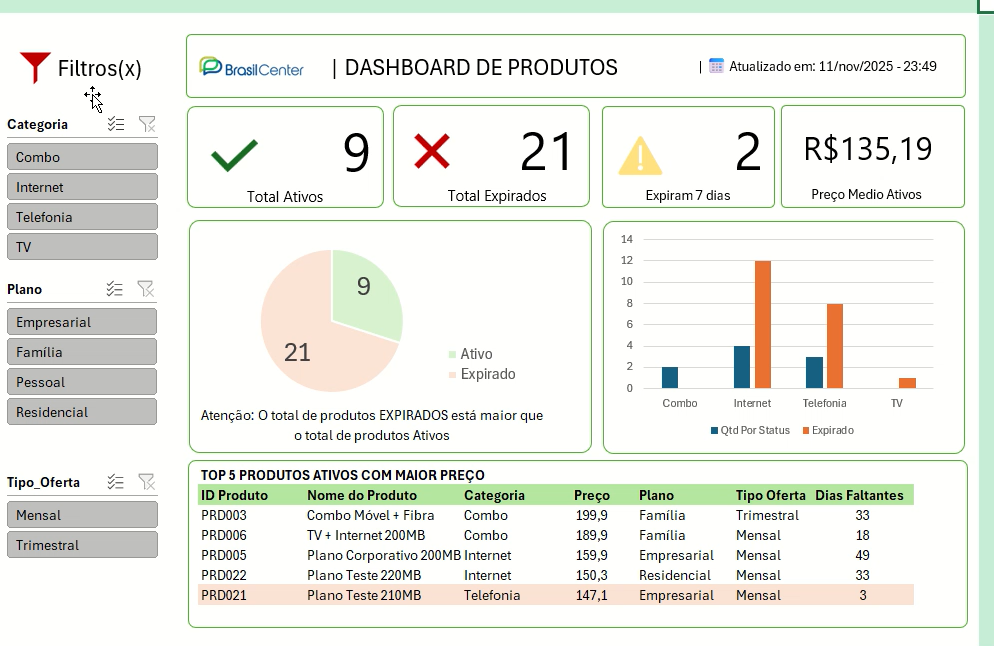 Filtros(x)
BrasilCenter | DASHBOARD DE PRODUTOS | Atualizado em: 11/nov/2025 - 23:49
Categoria
Combo
Internet
Telefonia
TV
Plano
Empresarial
Família
Pessoal
Residencial
Tipo_Oferta
Mensal
Trimestral
9
Total Ativos
21
Total Expirados
2
Expiram 7 dias
R$135,19
Preço Medio Ativos
9
21
Ativo
Expirado
Atenção: O total de produtos EXPIRADOS está maior que
o total de produtos Ativos
14
12
10
8
6
4
2
0
Combo Internet Telefonia TV
Qtd Por Status Expirado
TOP 5 PRODUTOS ATIVOS COM MAIOR PREÇO
ID Produto Nome do Produto Categoria Preço Plano Tipo Oferta Dias Faltantes
PRD003 Combo Móvel + Fibra Combo 199,9 Família Trimestral 33
PRD006 TV + Internet 200MB Combo 189,9 Família Mensal 18
PRD005 Plano Corporativo 200MB Internet 159,9 Empresarial Mensal 49
PRD022 Plano Teste 220MB Internet 150,3 Residencial Mensal 33
PRD021 Plano Teste 210MB Telefonia 147,1 Empresarial Mensal 3